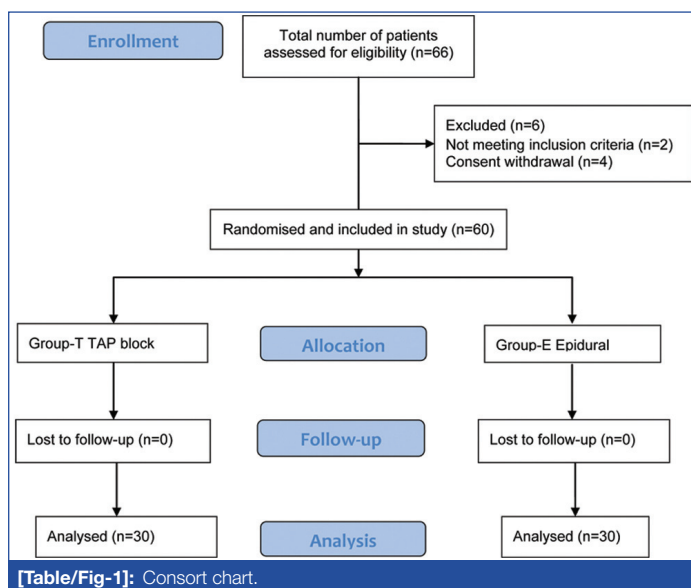 Enrollment
Total number of patients
assessed for eligibility (n=66)
Excluded (n=6)
Not meeting inclusion criteria (n=2)
Consent withdrawal (n=4)
Randomised and included in study (n=60)
Group-T TAP block
Allocation
Group-E Epidural
Lost to follow-up (n=0)
Follow-up
Lost to follow-up (n=0)
Analysed (n=30)
Analysis
Analysed (n=30)
[Table/Fig-1]: Consort chart.